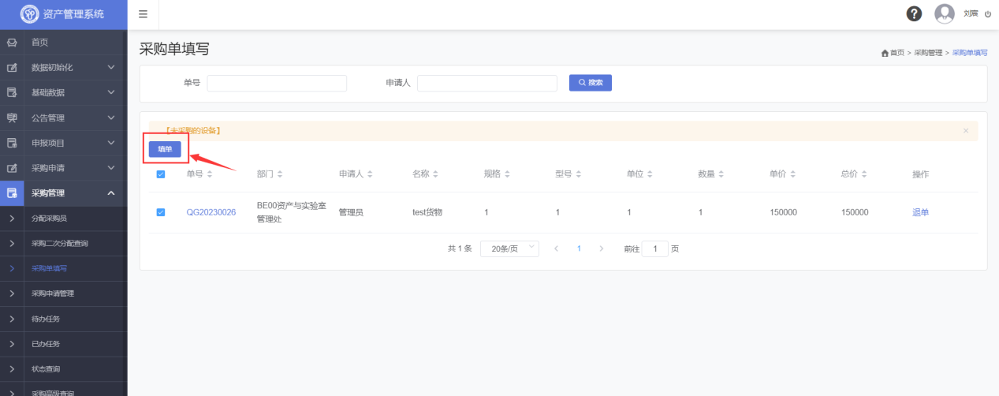 资产管理系统
刘宸
首页
数据初始化
基础数据
公告管理
申报项目
采购申请
采购管理
分配采购员
采购二次分配查询
采购单填写
采购申请管理
待办任务
已办任务
状态查询
采购高级查询
采购单填写
首页 > 采购管理 > 采购单填写
单号 申请人 搜索
【未采购的设备】
填单
单号 部门 申请人 名称 规格 型号 单位 数量 单价 总价 操作
QG20230026 BE00资产与实验室管理处 管理员 test货物 1 1 1 1 150000 150000 退单
共 1 条 20条/页 1 前往 1 页